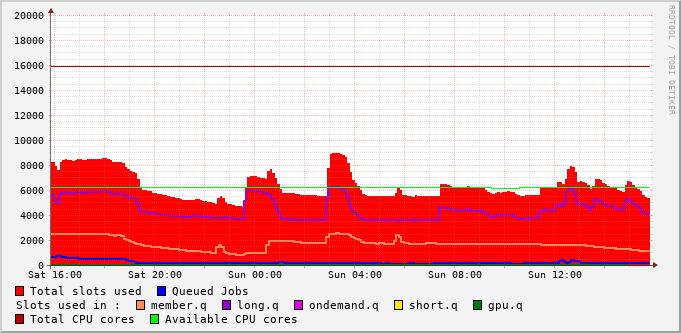 20000
18000
16000
14000
12000
10000
8000
6000
4000
2000
0
Sat 16:00 Sat 20:00 Sun 00:00 Sun 04:00 Sun 08:00 Sun 12:00
RRDTOOL / TOBI OETIKER
Total slots used Queued Jobs
Slots used in : member.q long.q ondemand.q short.q gpu.q
Total CPU cores Available CPU cores